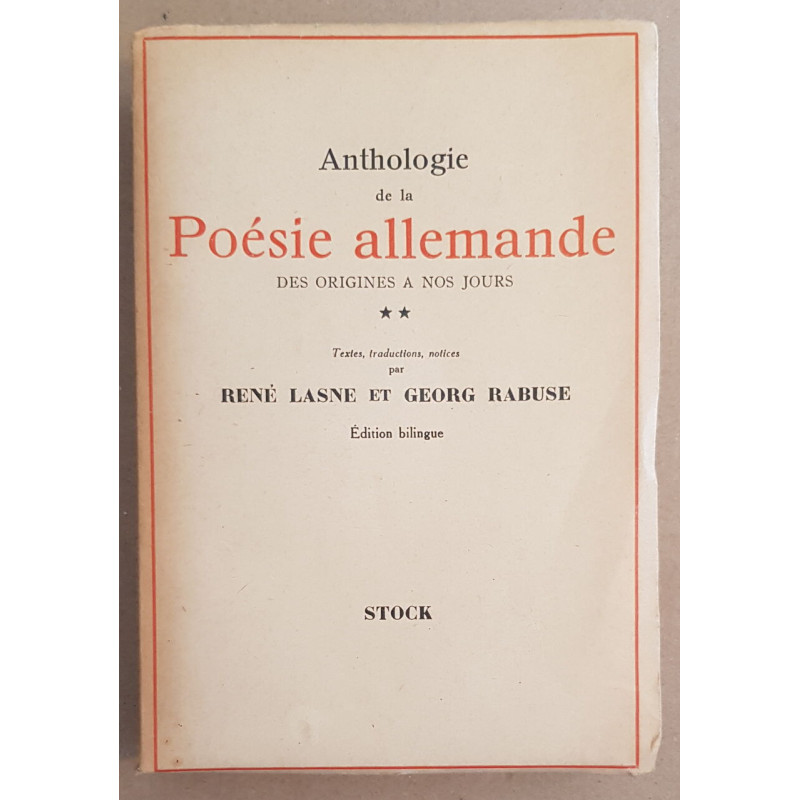 Anthologie
de la
Poésie allemande
DES ORIGINES A NOS JOURS
★★
Textes, traductions, notices
par
RENÉ LASNE ET GEORG RABUSE
Édition bilingue
STOCK